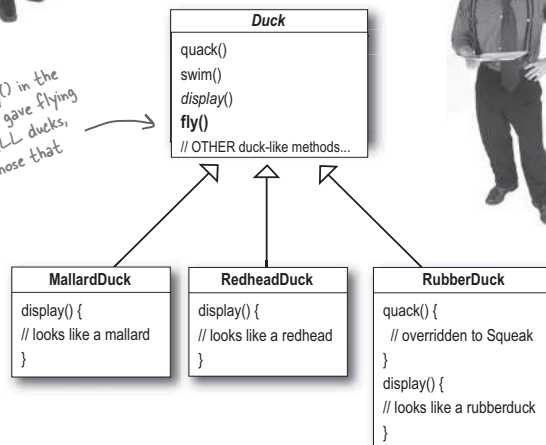 Duck
quack()
swim()
display()
fly()
// OTHER duck-like methods...
() in the
gave flying
LL ducks,
ose that
MallardDuck
display() {
// looks like a mallard
}
RedheadDuck
display() {
// looks like a redhead
}
RubberDuck
quack() {
// overridden to Squeak
}
display() {
// looks like a rubberduck
}